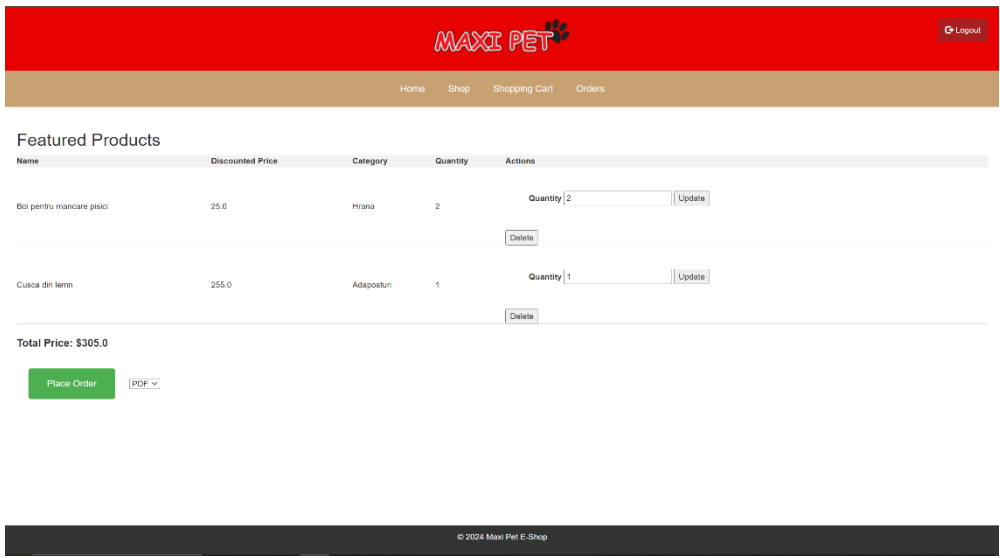 MAXI PET
Logout
Home Shop Shopping Cart Orders
Featured Products
Name Discounted Price Category Quantity Actions
Bol pentru mancare pisici 25.0 Hrana 2 Quantity 2 Update
Delete
Cusca din lemn 255.0 Adaposturi 1 Quantity 1 Update
Delete
Total Price: $305.0
Place Order PDF
© 2024 Maxi Pet E-Shop